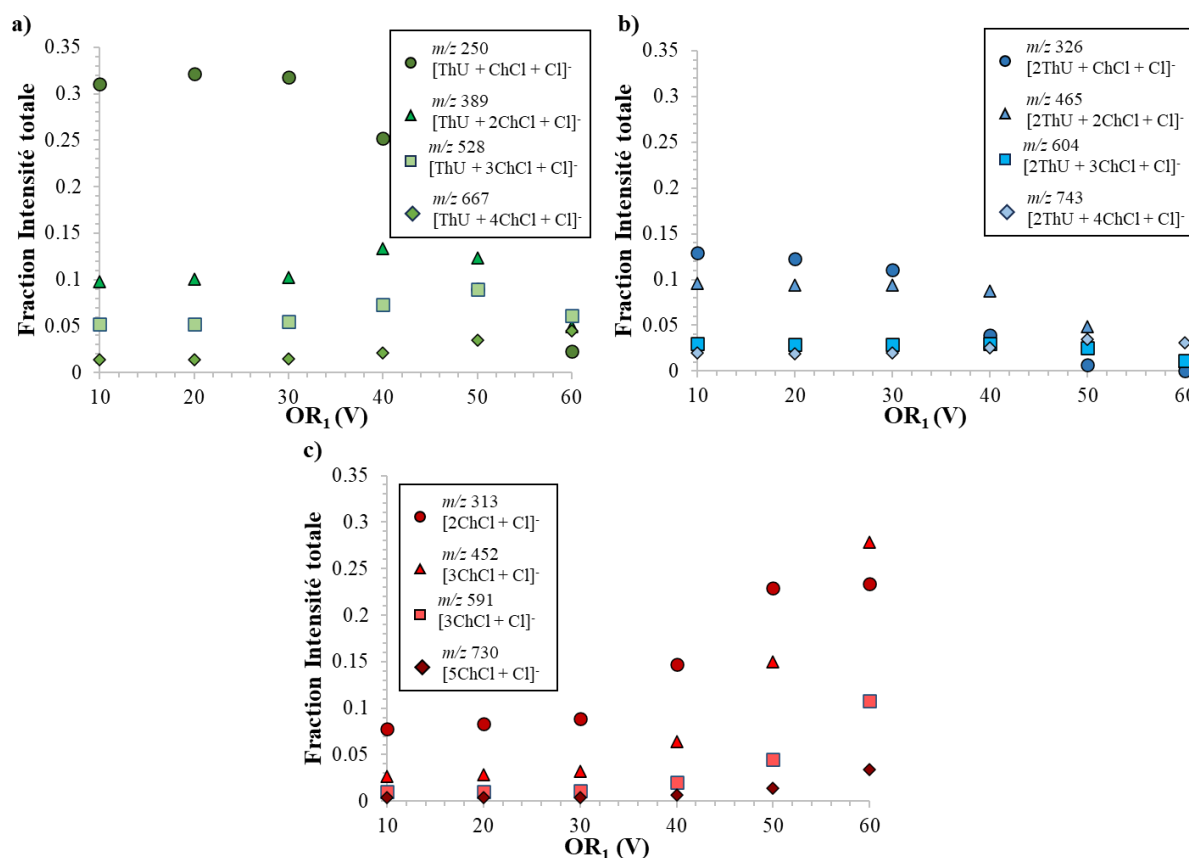 a)
Fraction Intensité totale
0.35
0.3
0.25
0.2
0.15
0.1
0.05
0
10 20 30 40 50 60
OR₁ (V)
m/z 250
[ThU + ChCl + Cl]⁻
m/z 389
[ThU + 2ChCl + Cl]⁻
m/z 528
[ThU + 3ChCl + Cl]⁻
m/z 667
[ThU + 4ChCl + Cl]⁻
b)
Fraction Intensité totale
0.35
0.3
0.25
0.2
0.15
0.1
0.05
0
10 20 30 40 50 60
OR₁ (V)
m/z 326
[2ThU + ChCl + Cl]⁻
m/z 465
[2ThU + 2ChCl + Cl]⁻
m/z 604
[2ThU + 3ChCl + Cl]⁻
m/z 743
[2ThU + 4ChCl + Cl]⁻
c)
Fraction Intensité totale
0.35
0.3
0.25
0.2
0.15
0.1
0.05
0
10 20 30 40 50 60
OR₁ (V)
m/z 313
[2ChCl + Cl]⁻
m/z 452
[3ChCl + Cl]⁻
m/z 591
[3ChCl + Cl]⁻
m/z 730
[5ChCl + Cl]⁻